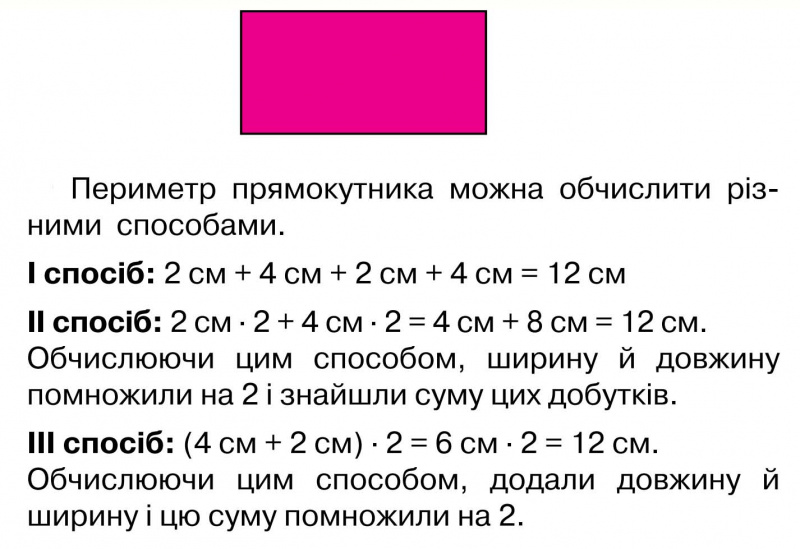 Периметр прямокутника можна обчислити різ-
ними способами.
І спосіб: 2 см + 4 см + 2 см + 4 см = 12 см
ІІ спосіб: 2 см · 2 + 4 см · 2 = 4 см + 8 см = 12 см.
Обчислюючи цим способом, ширину й довжину
помножили на 2 і знайшли суму цих добутків.
ІІІ спосіб: (4 см + 2 см) · 2 = 6 см · 2 = 12 см.
Обчислюючи цим способом, додали довжину й
ширину і цю суму помножили на 2.